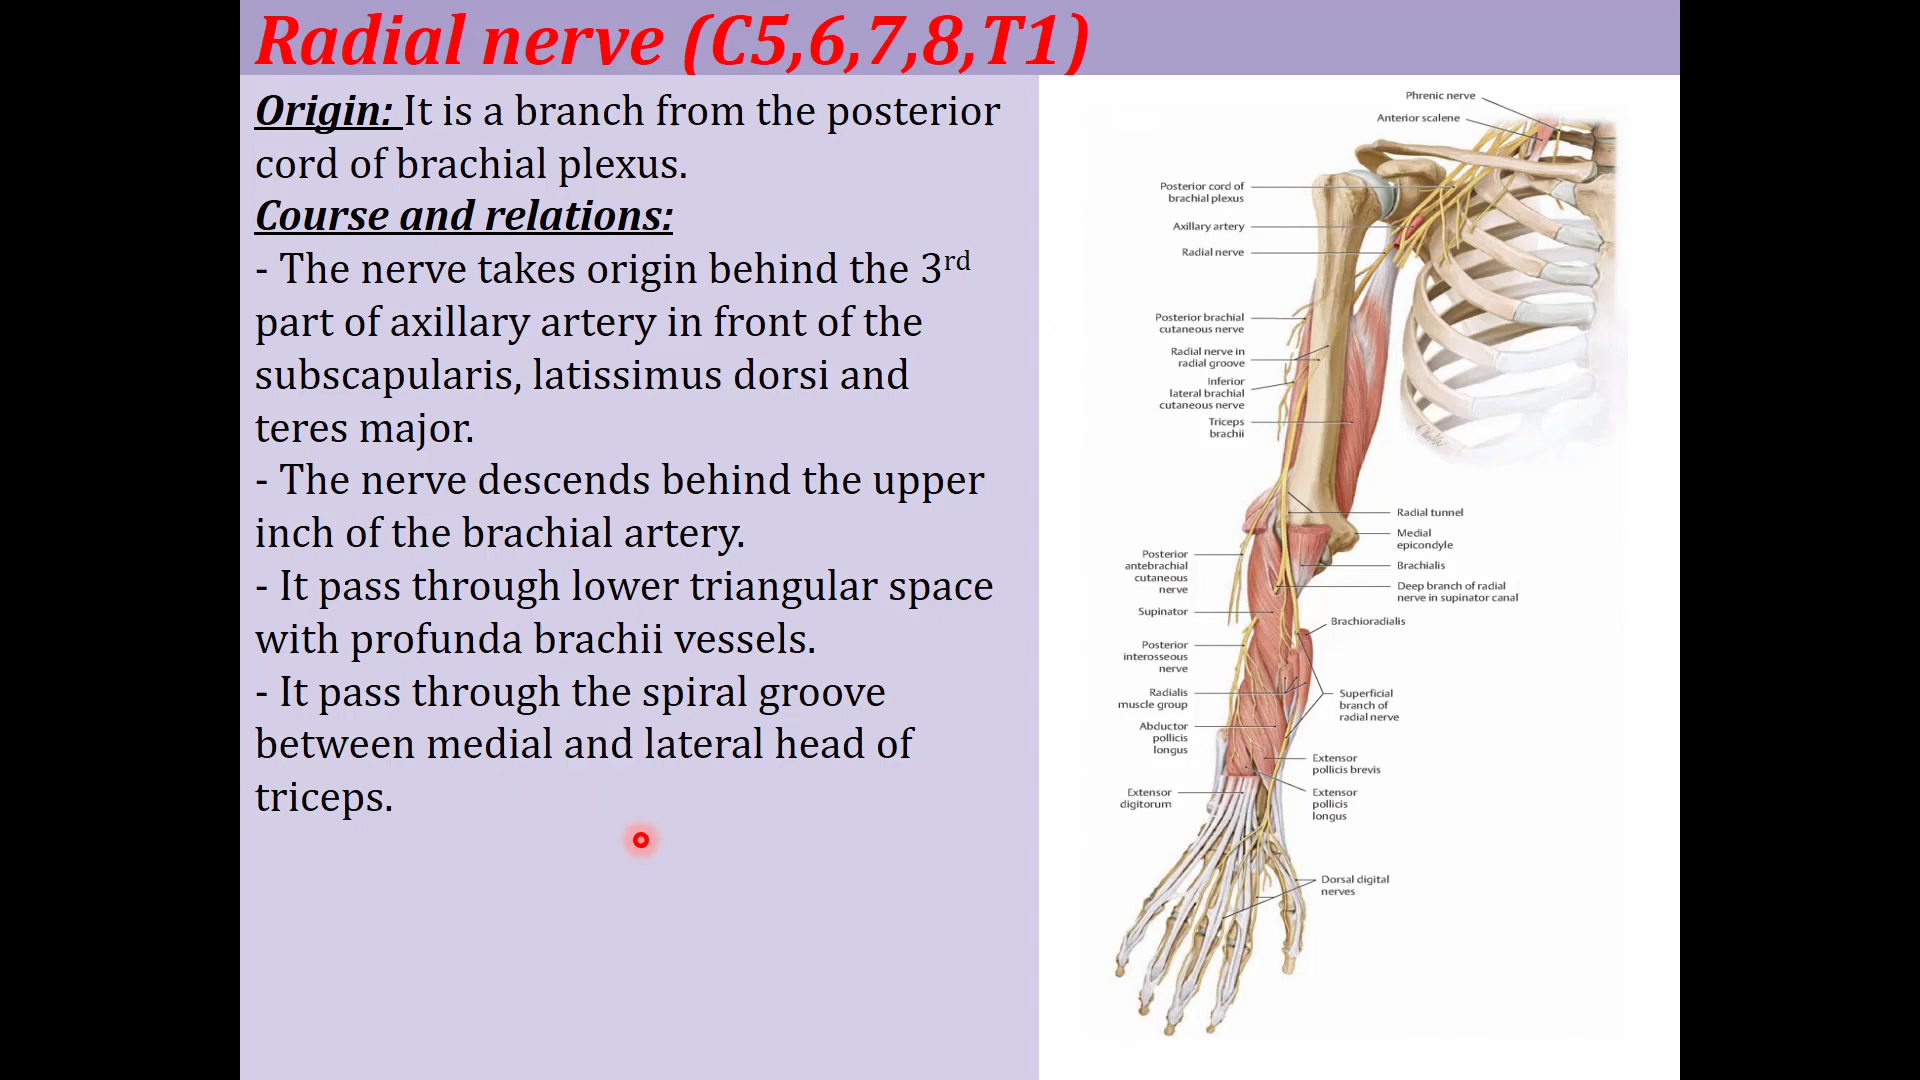 Radial nerve (C5,6,7,8,T1)
Origin: It is a branch from the posterior
cord of brachial plexus.
Course and relations:
- The nerve takes origin behind the 3rd
part of axillary artery in front of the
subscapularis, latissimus dorsi and
teres major.
- The nerve descends behind the upper
inch of the brachial artery.
- It pass through lower triangular space
with profunda brachii vessels.
- It pass through the spiral groove
between medial and lateral head of
triceps.
Phrenic nerve
Anterior scalene
Posterior cord of
brachial plexus
Axillary artery
Radial nerve
Posterior brachial
cutaneous nerve
Radial nerve in
radial groove
Inferior
lateral brachial
cutaneous nerve
Triceps
brachii
Radial tunnel
Medial
epicondyle
Brachialis
Deep branch of radial
nerve in supinator canal
Brachioradialis
Posterior
antebrachial
cutaneous
nerve
Supinator
Posterior
interosseous
nerve
Radialis
muscle group
Abductor
pollicis
longus
Superficial
branch of
radial nerve
Extensor
pollicis brevis
Extensor
digitorum
Extensor
pollicis
longus
Dorsal digital
nerves